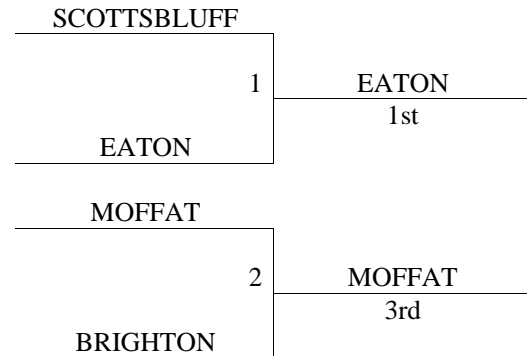 SCOTTSBLUFF
1
EATON
1st
EATON
MOFFAT
2
MOFFAT
3rd
BRIGHTON